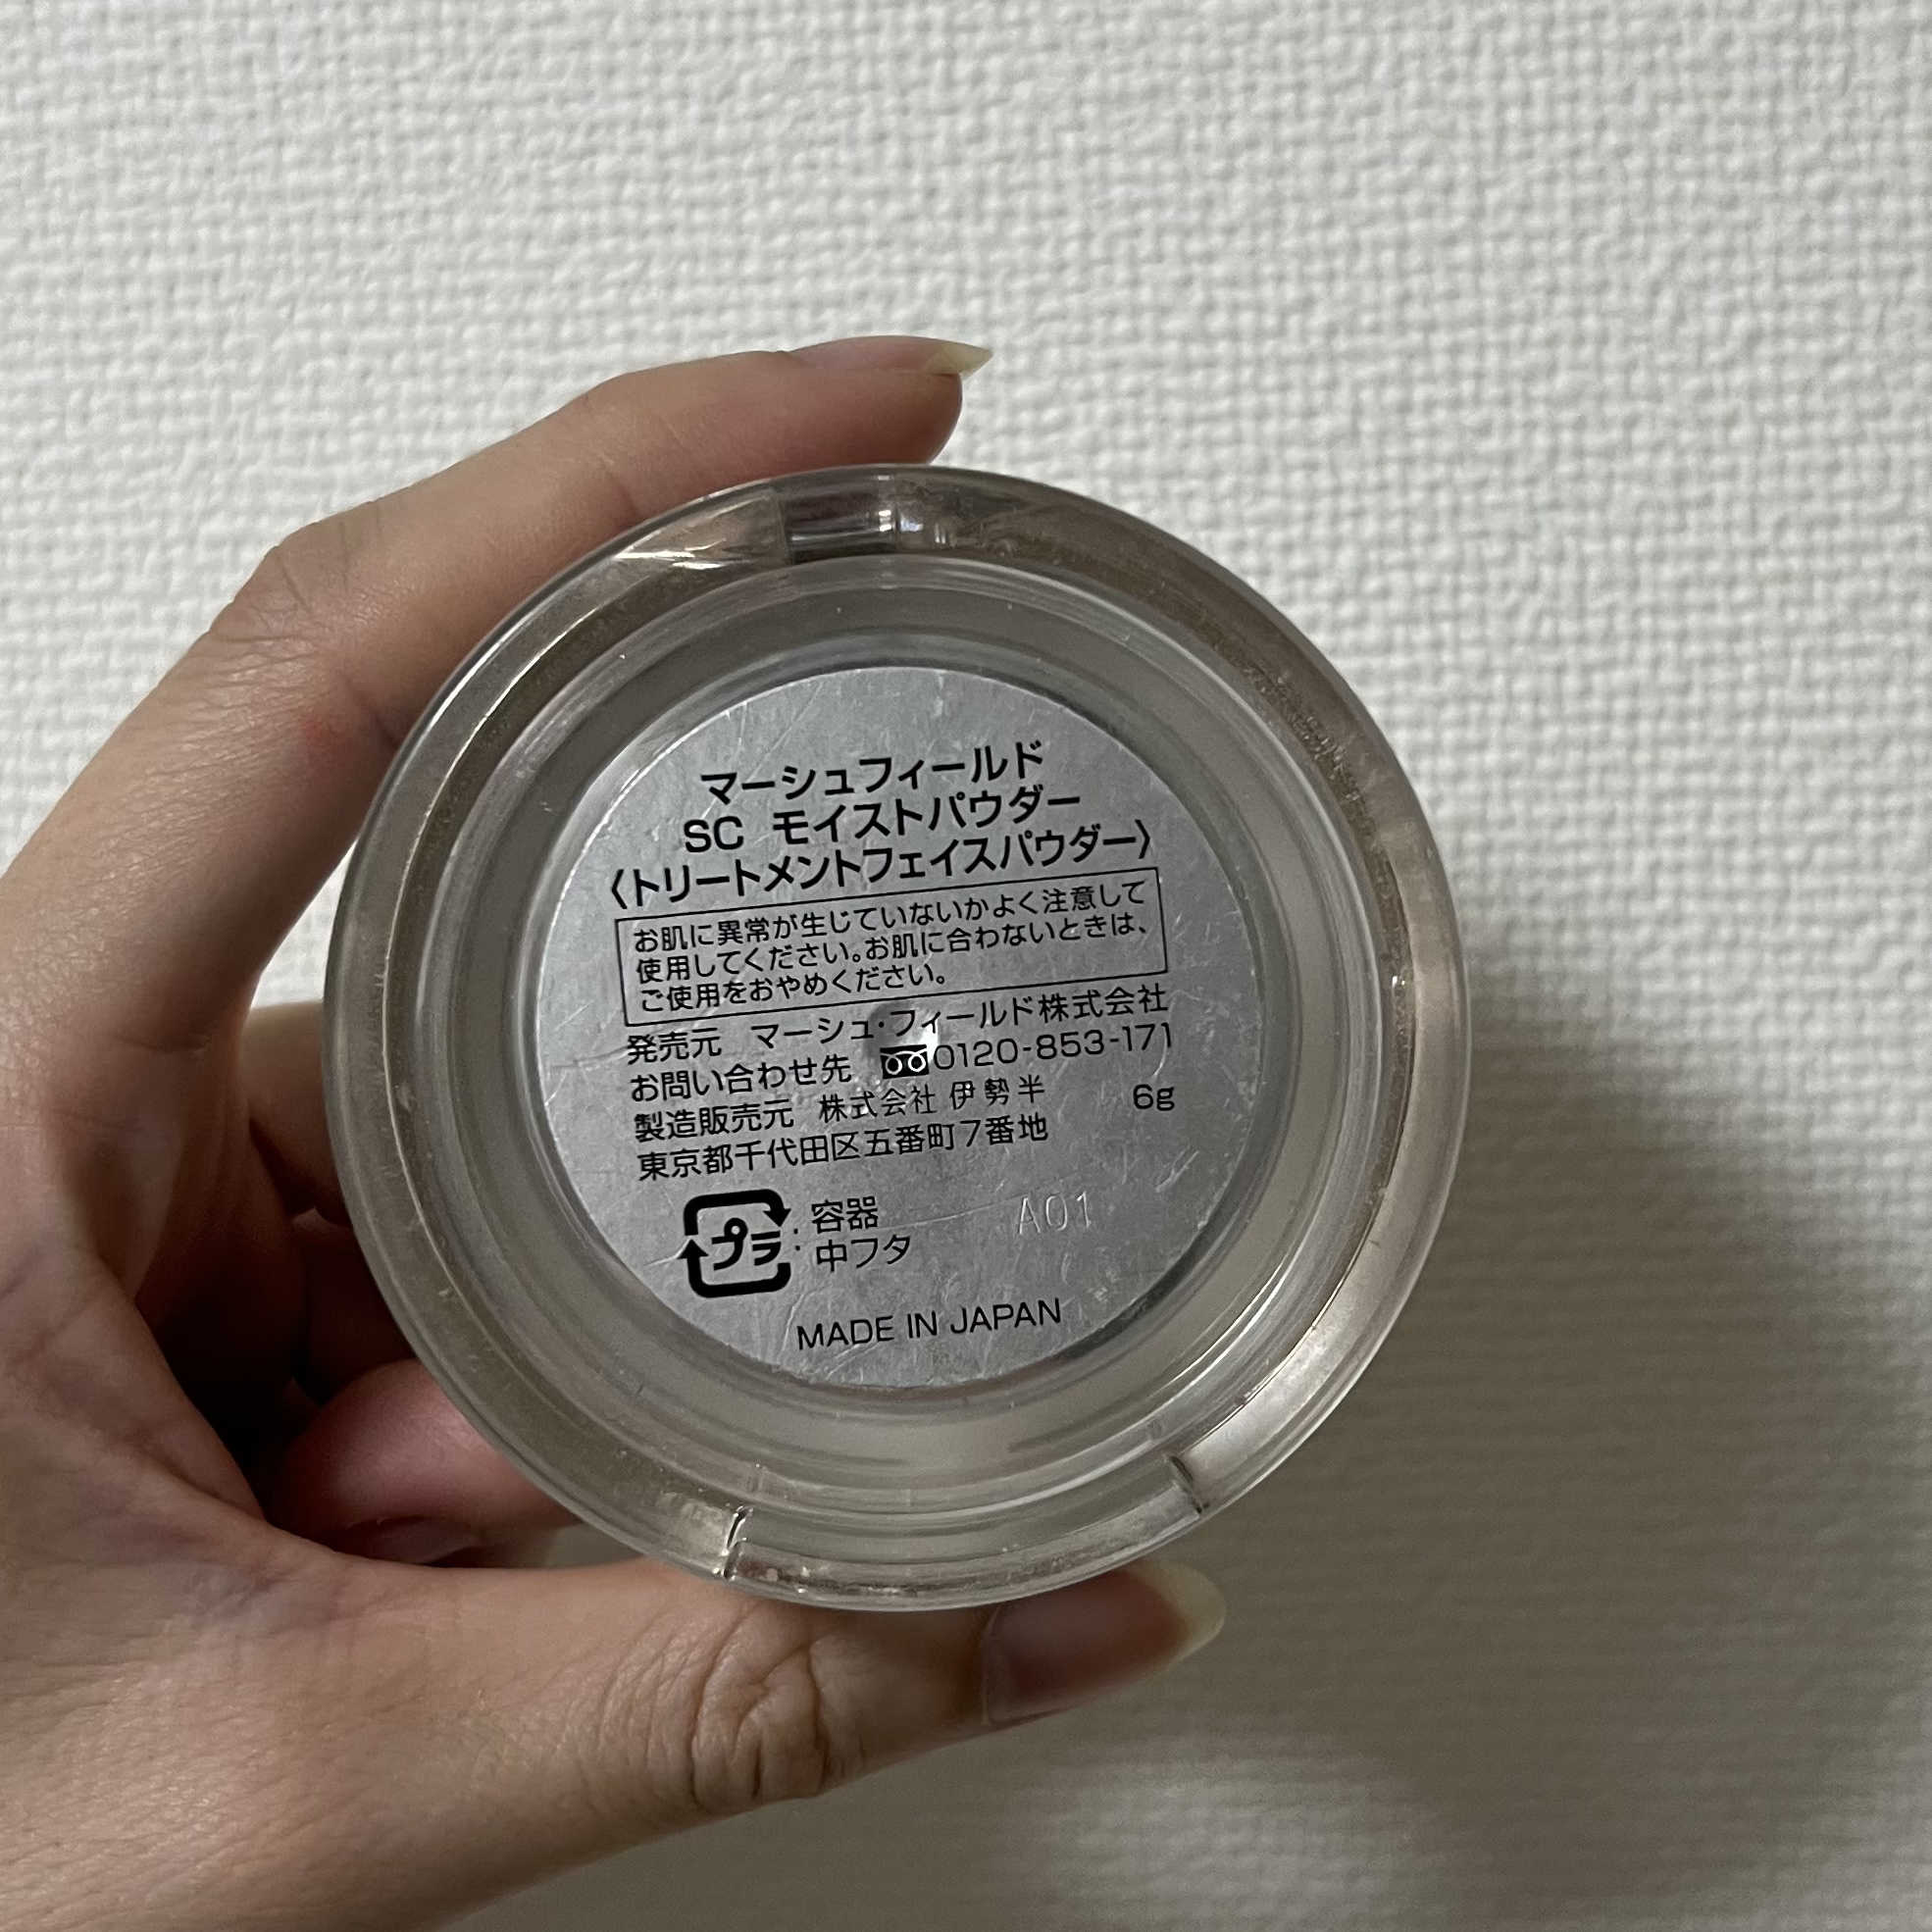 マーシュフィールド
SC モイストパウダー
〈トリートメントフェイスパウダー〉
お肌に異常が生じていないかよく注意して
使用してください。お肌に合わないときは、
ご使用をおやめください。
発売元 マーシュ・フィールド株式会社
お問い合わせ先 0120-853-171
製造販売元 株式会社 伊勢半 6g
東京都千代田区五番町7番地
プラ : 容器
: 中フタ
A01
MADE IN JAPAN